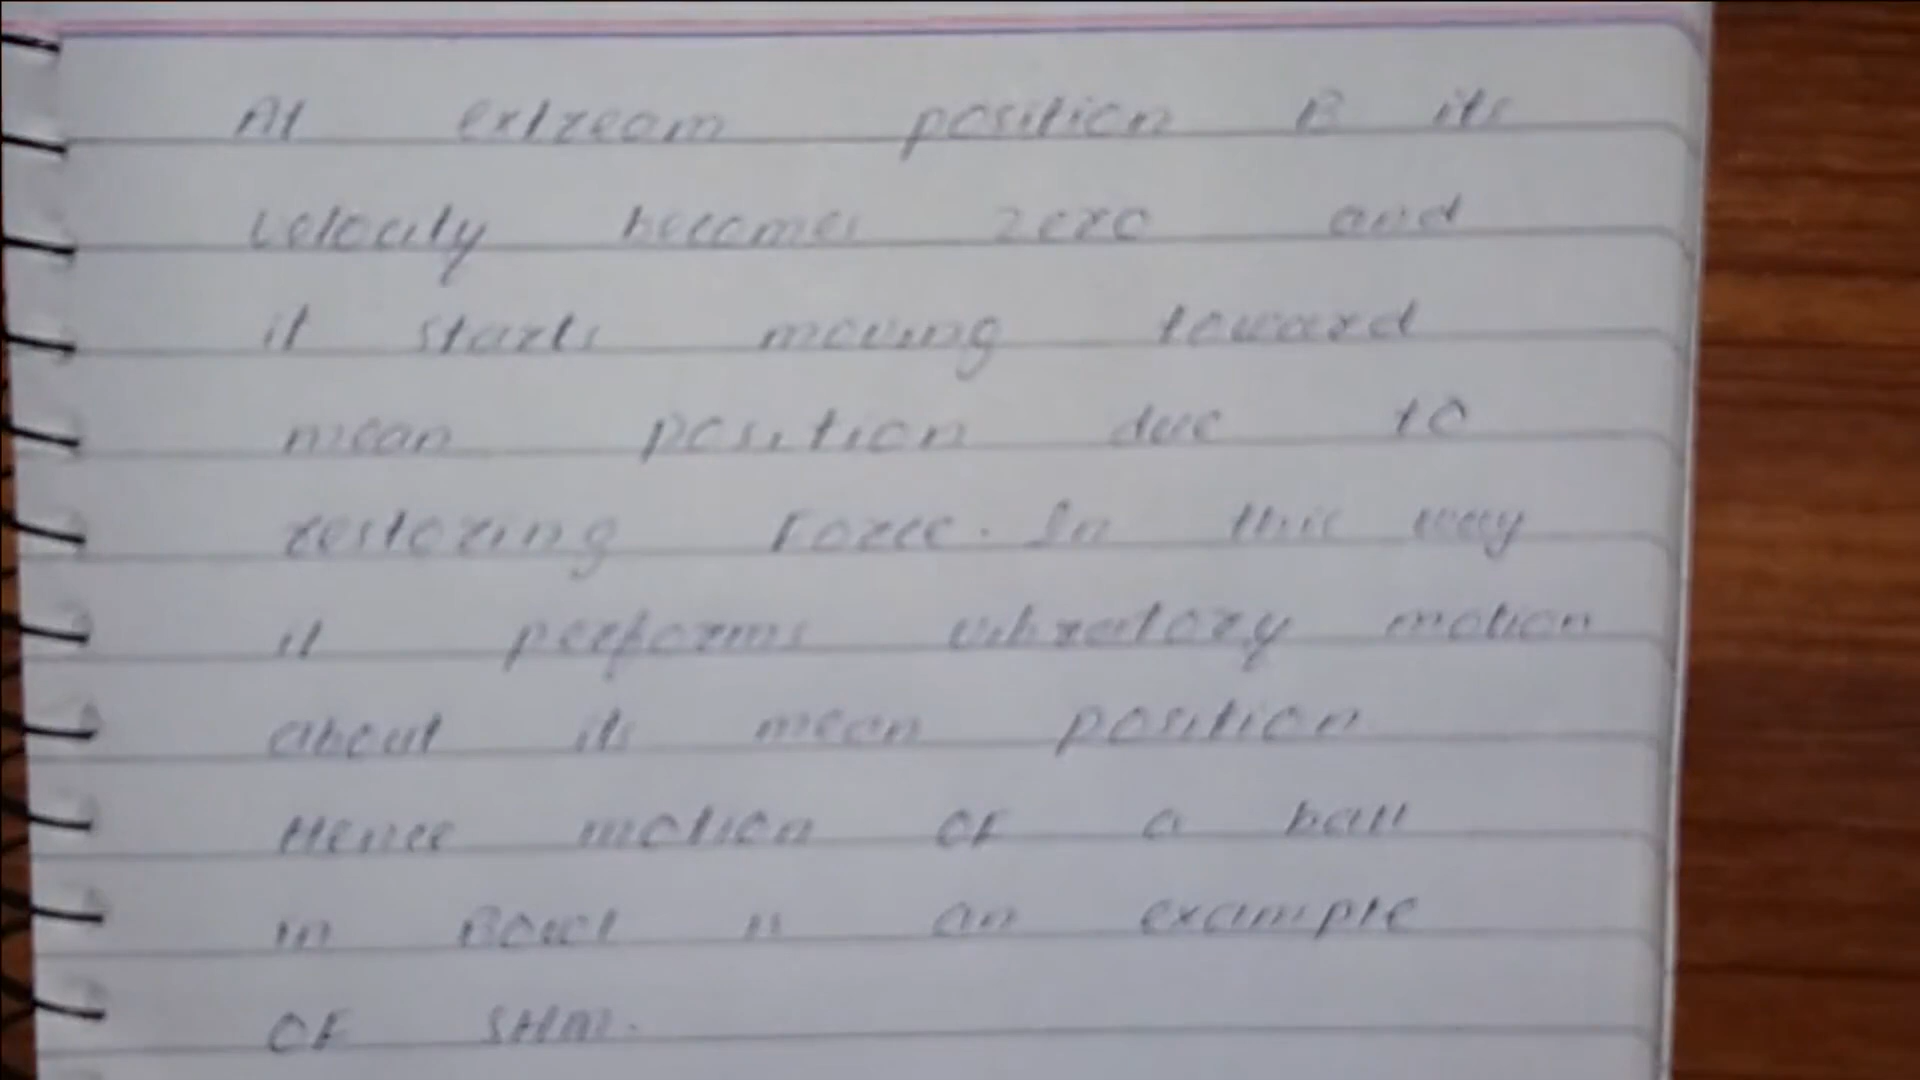 At extream position B its
velocity becomes zero and
it starts moving toward
mean position due to
restoring Force. In this way
it performs vibratory motion
about its mean position
Hence motion OF a ball
in Bowl is an example
OF SHM.